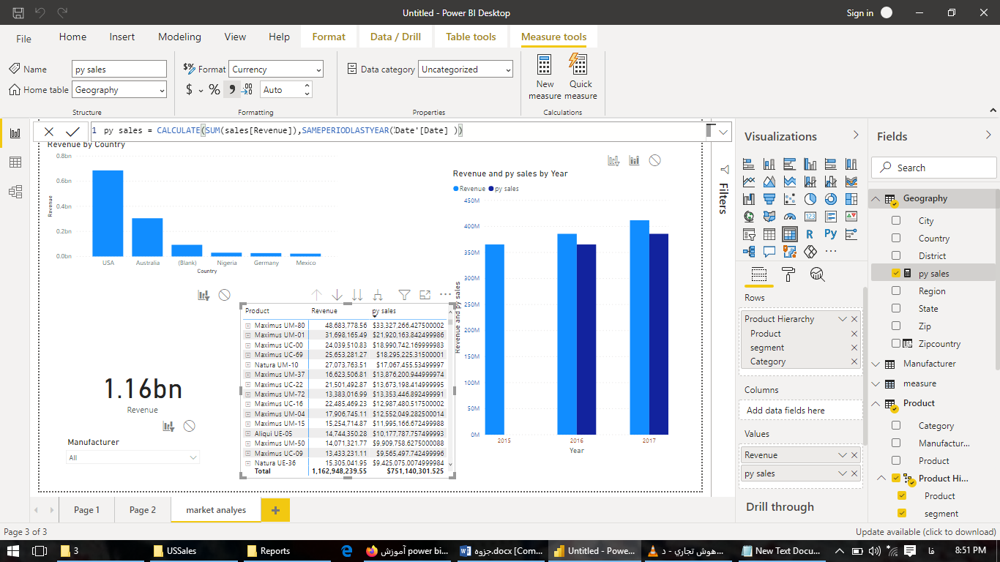 Untitled - Power BI Desktop
Sign in
File Home Insert Modeling View Help Format Data / Drill Table tools Measure tools
Name py sales
Home table Geography
Structure
Format Currency
$ % 9 Auto
Formatting
Data category Uncategorized
Properties
New measure
Quick measure
Calculations
1 py sales = CALCULATE(SUM(sales[Revenue]),SAMEPERIODLASTYEAR('Date'[Date] ))
Revenue by Country
0.8bn
0.6bn
0.4bn
0.2bn
0.0bn
Revenue
USA Australia (Blank) Nigeria Germany Mexico
Country
1.16bn
Revenue
Manufacturer
All
Product Revenue py sales
Maximus UM-80 48,683,778.56 $33,327,266.427500002
Maximus UM-01 31,698,165.49 $21,920,163.842499986
Maximus UC-00 24,039,510.83 $18,990,742.169999983
Maximus UC-69 25,653,281.27 $18,295,225.31500001
Natura UM-10 27,073,763.51 $17,067,455.53499997
Maximus UM-37 16,623,506.81 $13,876,200.944999974
Maximus UC-22 21,501,492.87 $13,673,198.414999995
Maximus UM-72 13,383,016.99 $13,353,446.892499991
Maximus UC-16 22,485,469.23 $12,987,480.517500002
Maximus UM-04 17,906,745.11 $12,552,049.282500014
Maximus UM-15 15,254,714.87 $11,995,166.672499988
Aliqui UE-05 14,744,350.28 $10,177,787.757499993
Maximus UM-50 14,071,321.77 $9,909,758.6275000088
Maximus UC-09 13,433,231.11 $9,565,497.742499996
Natura UE-36 15,305,041.95 $9,425,075.0074999984
Total 1,162,948,239.55 $751,140,301.525
Revenue and py sales by Year
Revenue py sales
450M
400M
350M
300M
250M
200M
150M
100M
50M
0M
Revenue and py sales
2015 2016 2017
Year
Filters
Visualizations
R Py
Rows
Product Hierarchy
Product
segment
Category
Columns
Add data fields here
Values
Revenue
py sales
Drill through
Fields
Search
Geography
City
Country
District
py sales
Region
State
Zip
Zipcountry
Manufacturer
measure
Product
Category
Manufactur...
Product
Product Hi...
Product
segment
Page 1 Page 2 market analyes +
Page 3 of 3
Update available (click to download)
3 USSales Reports آموزش power bi... جزوه.docx [Com... Untitled - Powe... هوش تجاري - د... New Text Docu... فا 8:51 PM